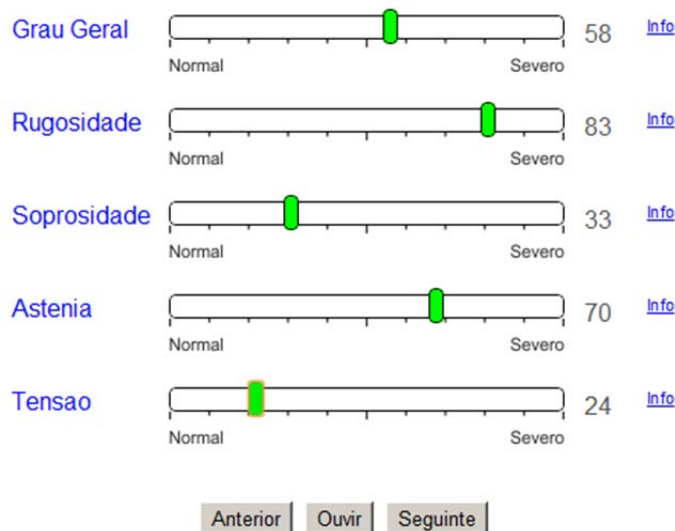 Grau Geral 58 Info
Normal Severo
Rugosidade 83 Info
Normal Severo
Soprosidade 33 Info
Normal Severo
Astenia 70 Info
Normal Severo
Tensao 24 Info
Normal Severo
Anterior Ouvir Seguinte